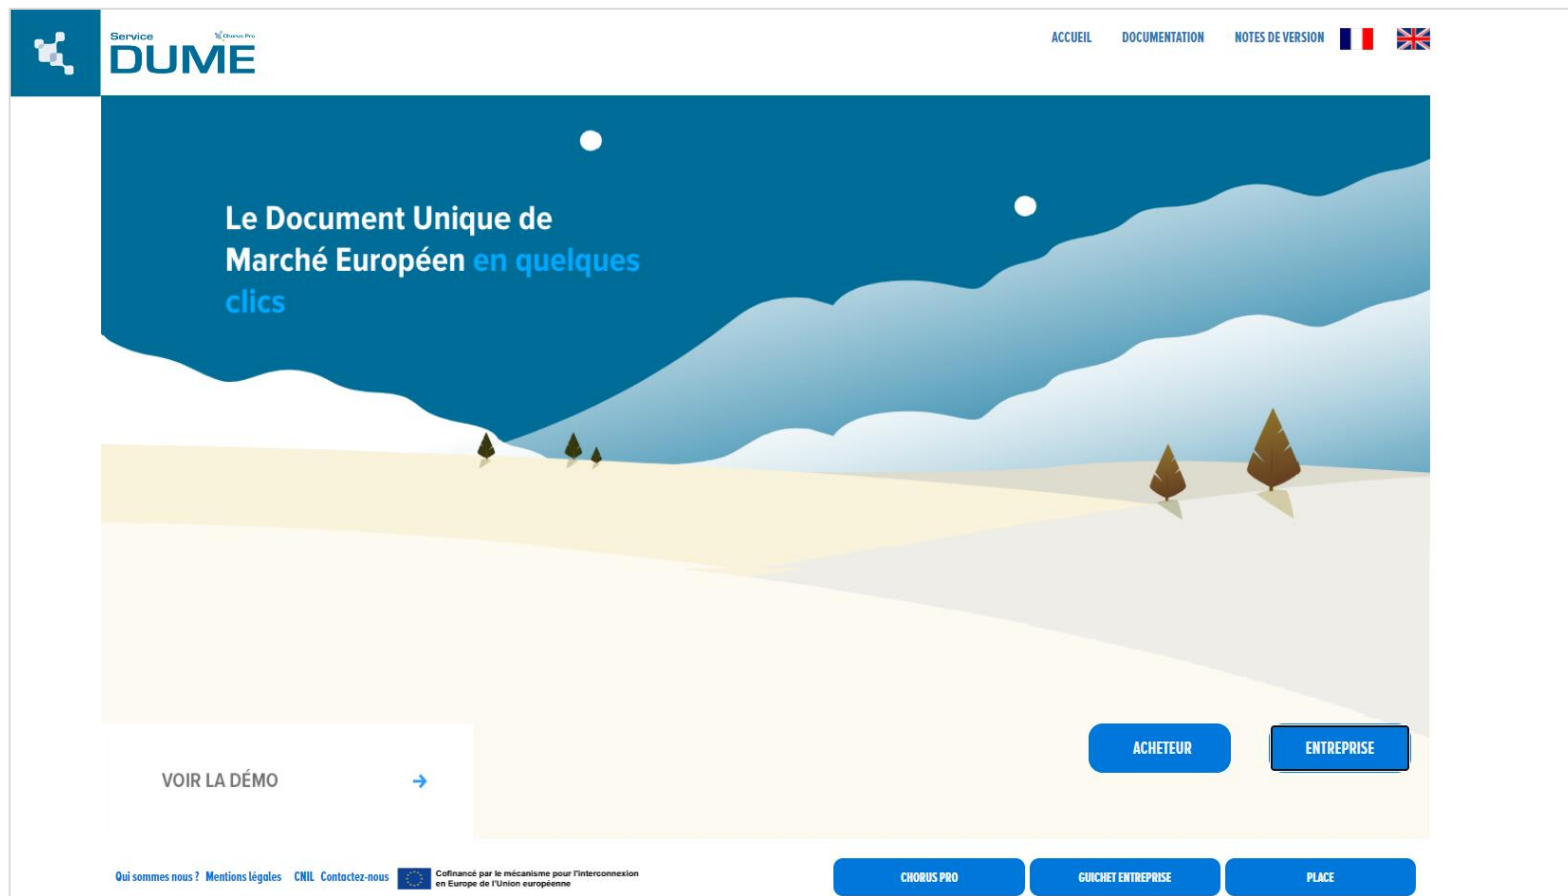 Service Chorus Pro
DUME
ACCUEIL DOCUMENTATION NOTES DE VERSION
Le Document Unique de
Marché Européen en quelques
clics
ACHETEUR ENTREPRISE
VOIR LA DÉMO
Qui sommes nous ? Mentions légales CNIL Contactez-nous
Cofinancé par le mécanisme pour l'interconnexion
en Europe de l'Union européenne
CHORUS PRO GUICHET ENTREPRISE PLACE